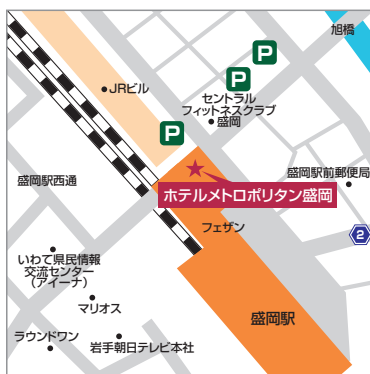 旭橋
P
P
JRビル
セントラル
フィットネスクラブ
盛岡
P
盛岡駅前郵便局
盛岡駅西通
ホテルメトロポリタン盛岡
フェザン
2
いわて県民情報
交流センター
(アイーナ)
マリオス
盛岡駅
ラウンドワン
岩手朝日テレビ本社